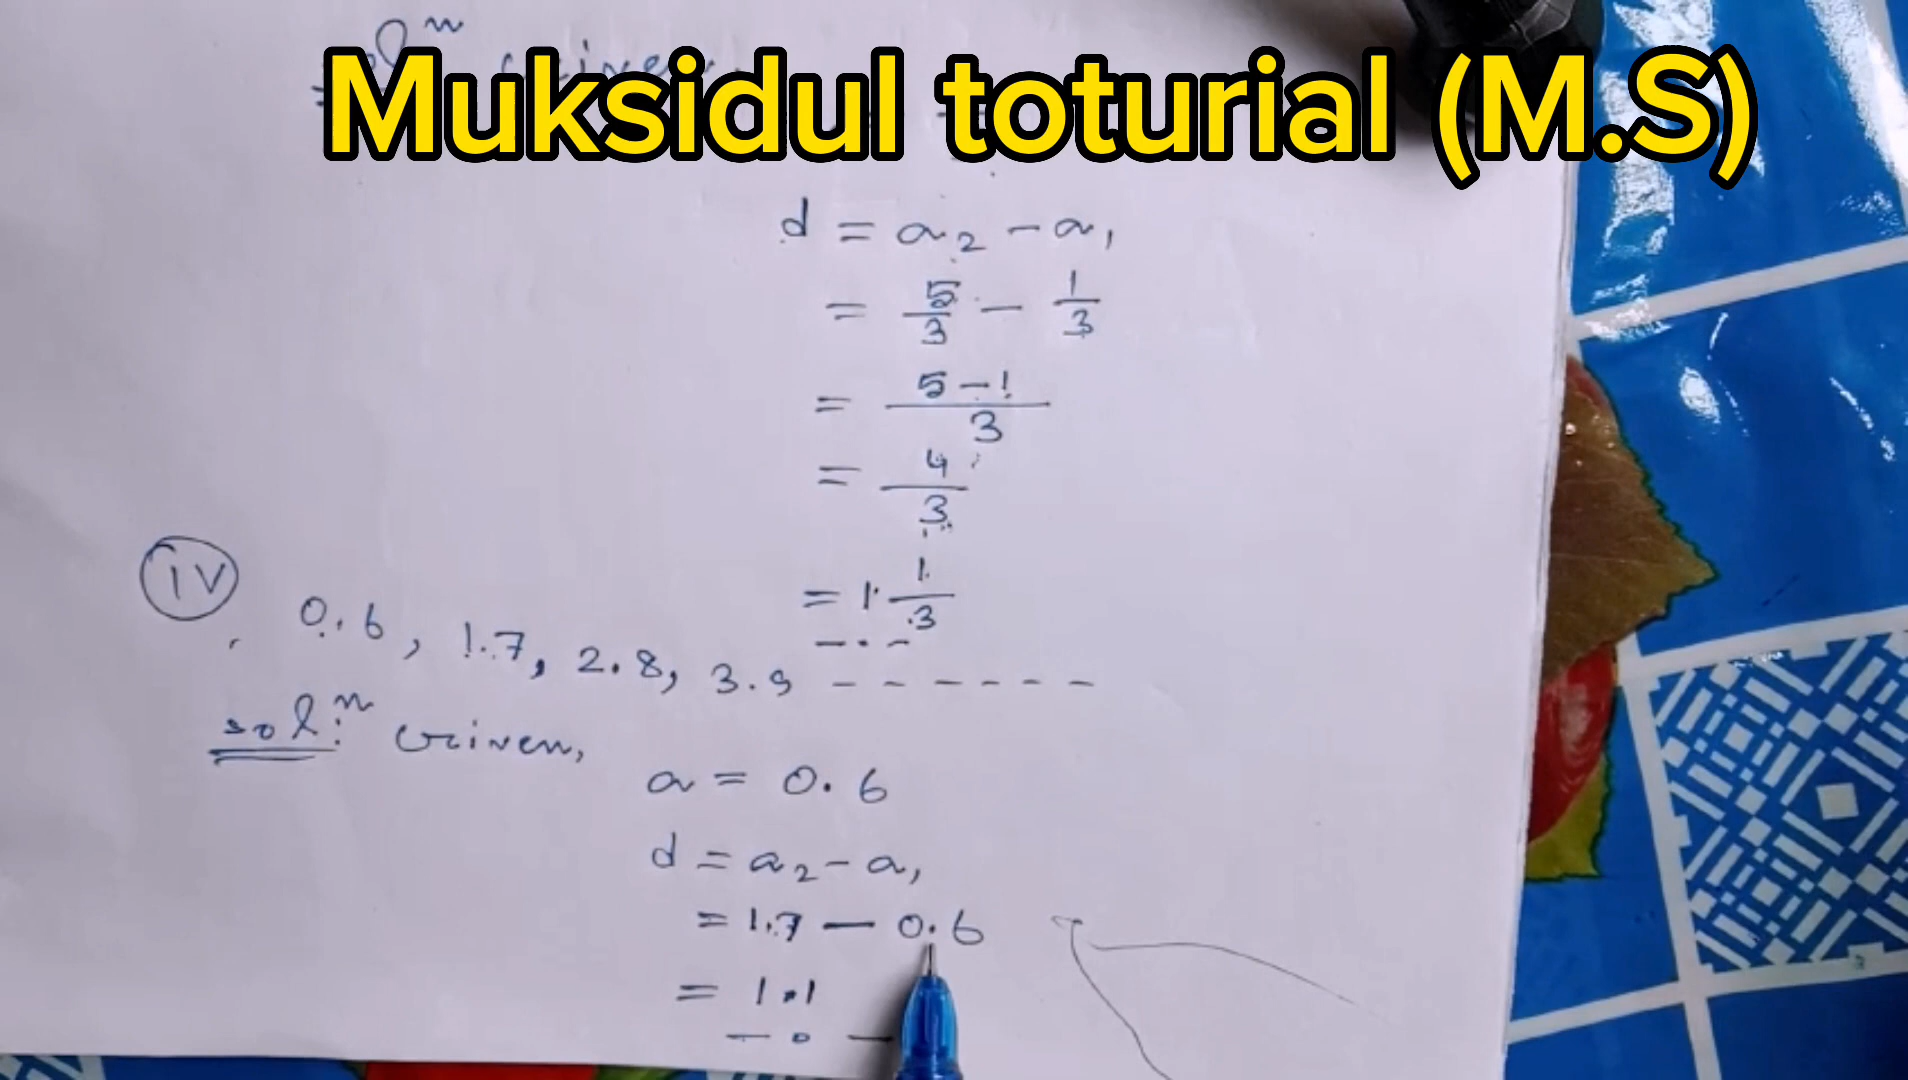 Muksidul toturial (M.S)
d = a₂ - a₁
= 5/3 - 1/3
= 5-1/3
= 4/3
= 1 1/3
(iv) 0.6, 1.7, 2.8, 3.9 ------
solⁿ: Given,
a = 0.6
d = a₂ - a₁
= 1.7 - 0.6
= 1.1